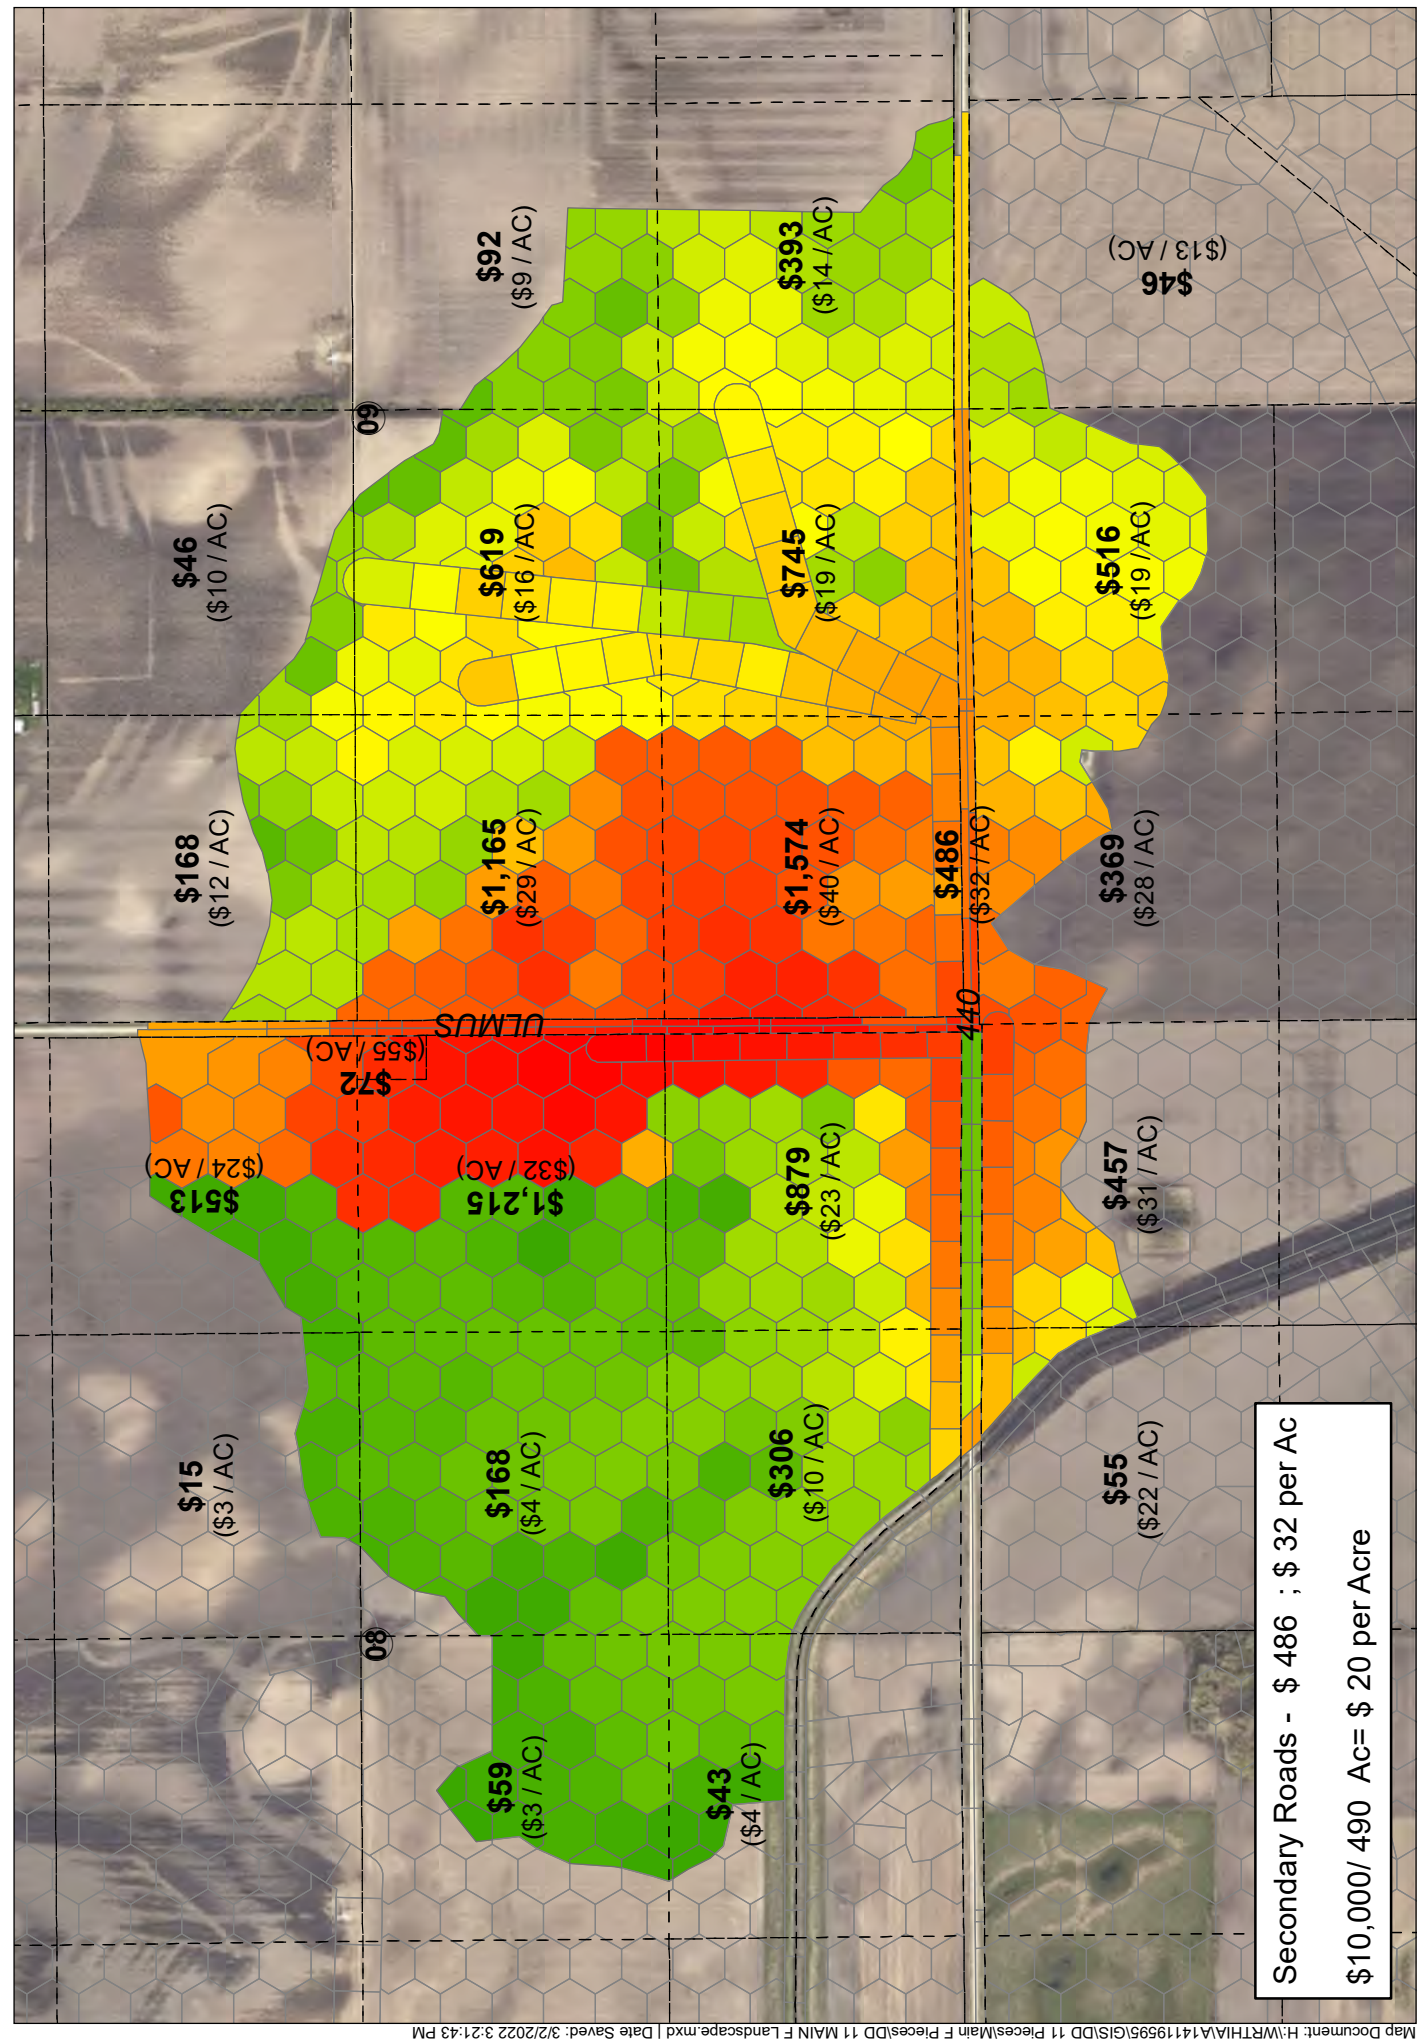 $15
($3 / AC)
$513
($24 / AC)
$168
($12 / AC)
$46
($10 / AC)
08
$72
($55 / AC)
09
ULMUS
$59
($3 / AC)
$168
($4 / AC)
$1,215
($32 / AC)
$1,165
($29 / AC)
$619
($16 / AC)
$92
($9 / AC)
$43
($4 / AC)
$306
($10 / AC)
$879
($23 / AC)
$1,574
($40 / AC)
$745
($19 / AC)
$393
($14 / AC)
440
$486
($32 / AC)
$55
($22 / AC)
$457
($31 / AC)
$369
($28 / AC)
$516
($19 / AC)
$46
($13 / AC)
Secondary Roads - $ 486 ; $ 32 per Ac
$10,000/ 490 Ac= $ 20 per Acre
Map Document: H:\WRTH\IA\141119595\GIS\DD 11 Pieces\Main F Pieces\DD 11 MAIN F Landscape.mxd | Date Saved: 3/2/2022 3:21:43 PM